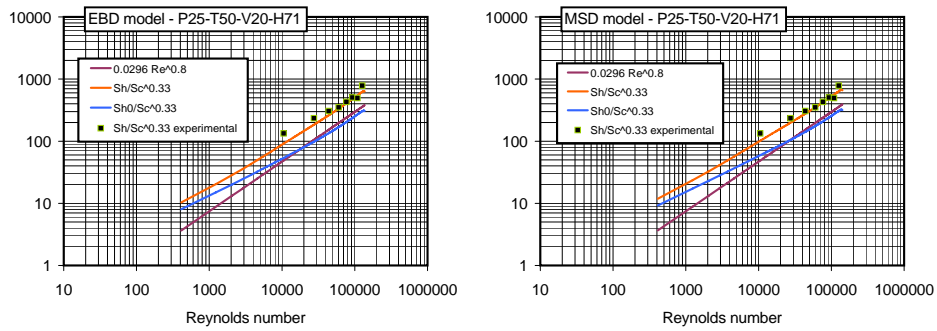 EBD model - P25-T50-V20-H71
10000
1000
100
10
1
0.0296 Re^0.8
Sh/Sc^0.33
Sh0/Sc^0.33
Sh/Sc^0.33 experimental
10 100 1000 10000 100000 1000000
Reynolds number
MSD model - P25-T50-V20-H71
10000
1000
100
10
1
0.0296 Re^0.8
Sh/Sc^0.33
Sh0/Sc^0.33
Sh/Sc^0.33 experimental
10 100 1000 10000 100000 1000000
Reynolds number